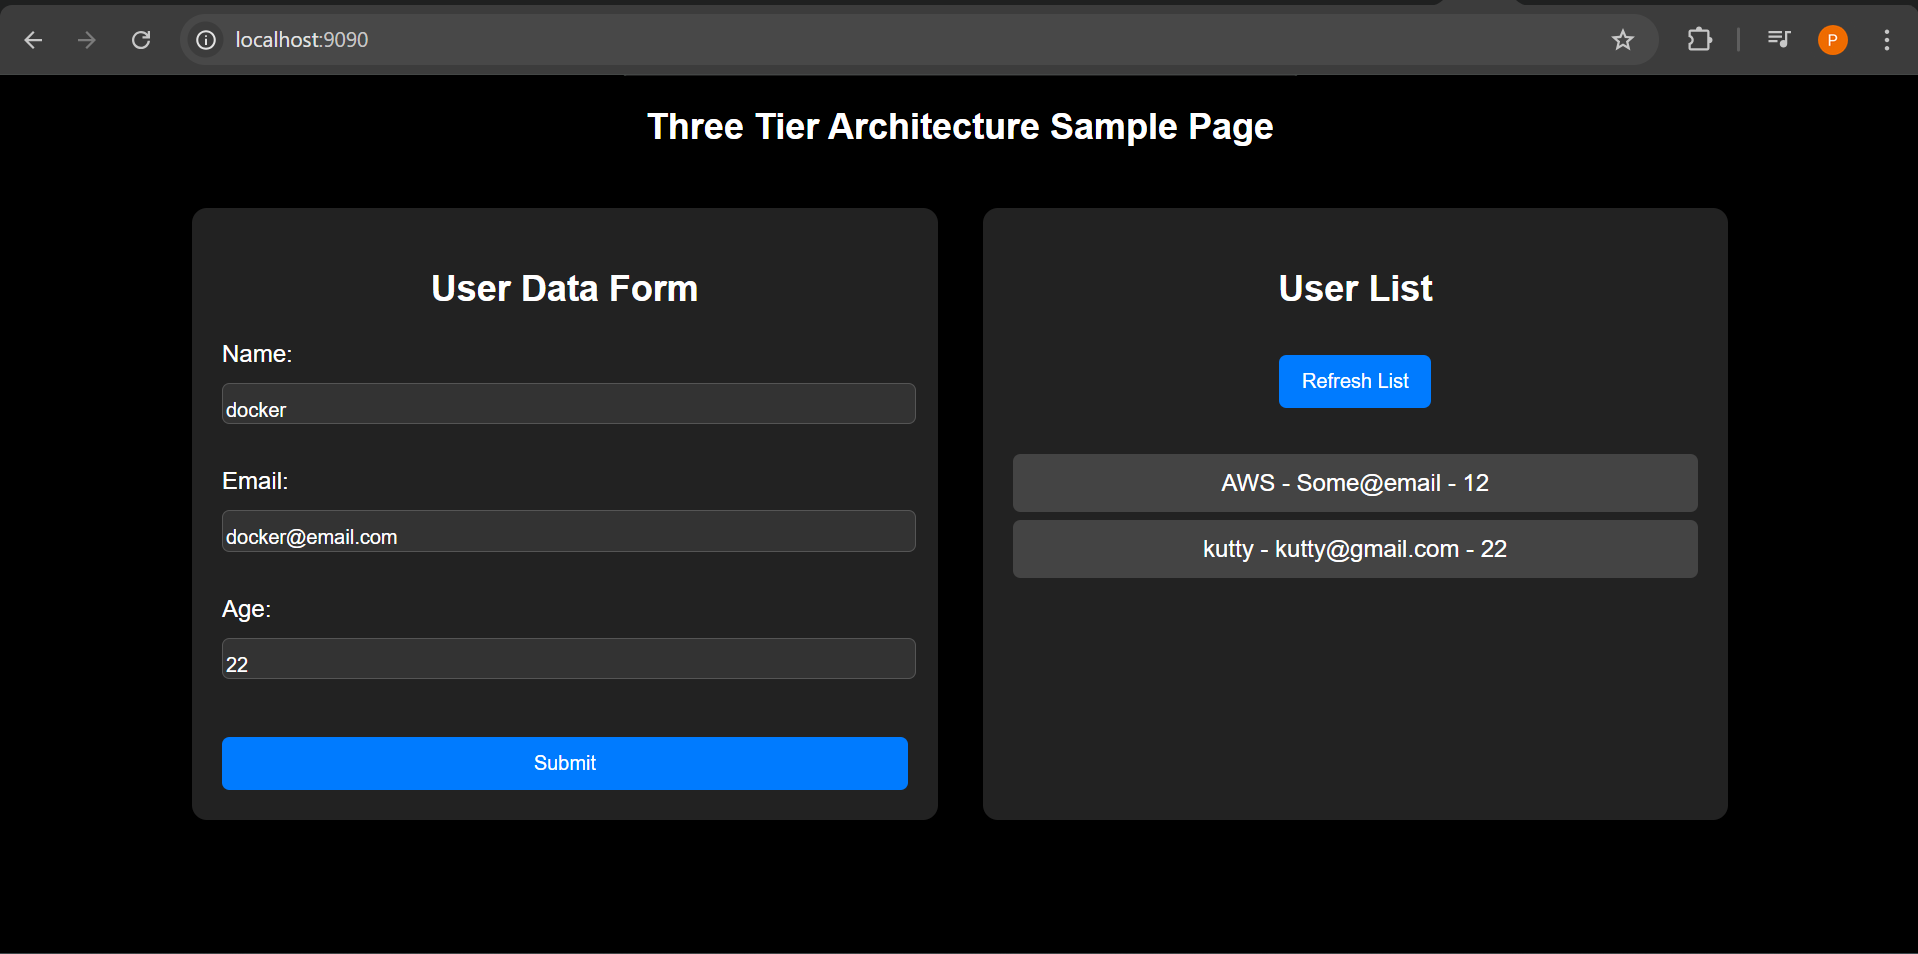 localhost:9090
P
Three Tier Architecture Sample Page
User Data Form
Name:
docker
Email:
docker@email.com
Age:
22
Submit
User List
Refresh List
AWS - Some@email - 12
kutty - kutty@gmail.com - 22